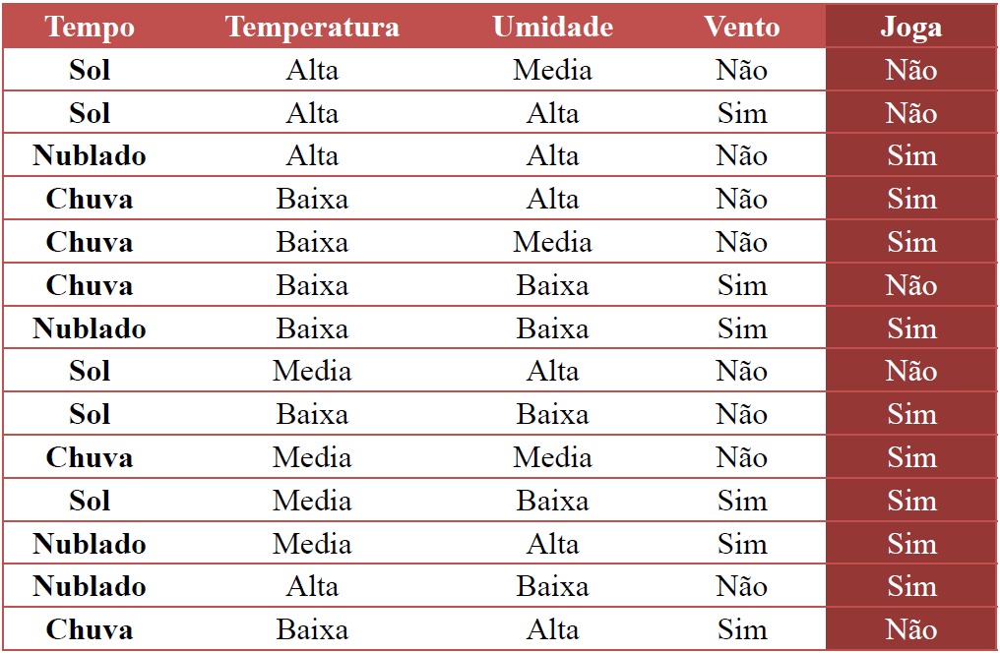 Tempo Temperatura Umidade Vento Joga
Sol Alta Media Não Não
Sol Alta Alta Sim Não
Nublado Alta Alta Não Sim
Chuva Baixa Alta Não Sim
Chuva Baixa Media Não Sim
Chuva Baixa Baixa Sim Não
Nublado Baixa Baixa Sim Sim
Sol Media Alta Não Não
Sol Baixa Baixa Não Sim
Chuva Media Media Não Sim
Sol Media Baixa Sim Sim
Nublado Media Alta Sim Sim
Nublado Alta Baixa Não Sim
Chuva Baixa Alta Sim Não